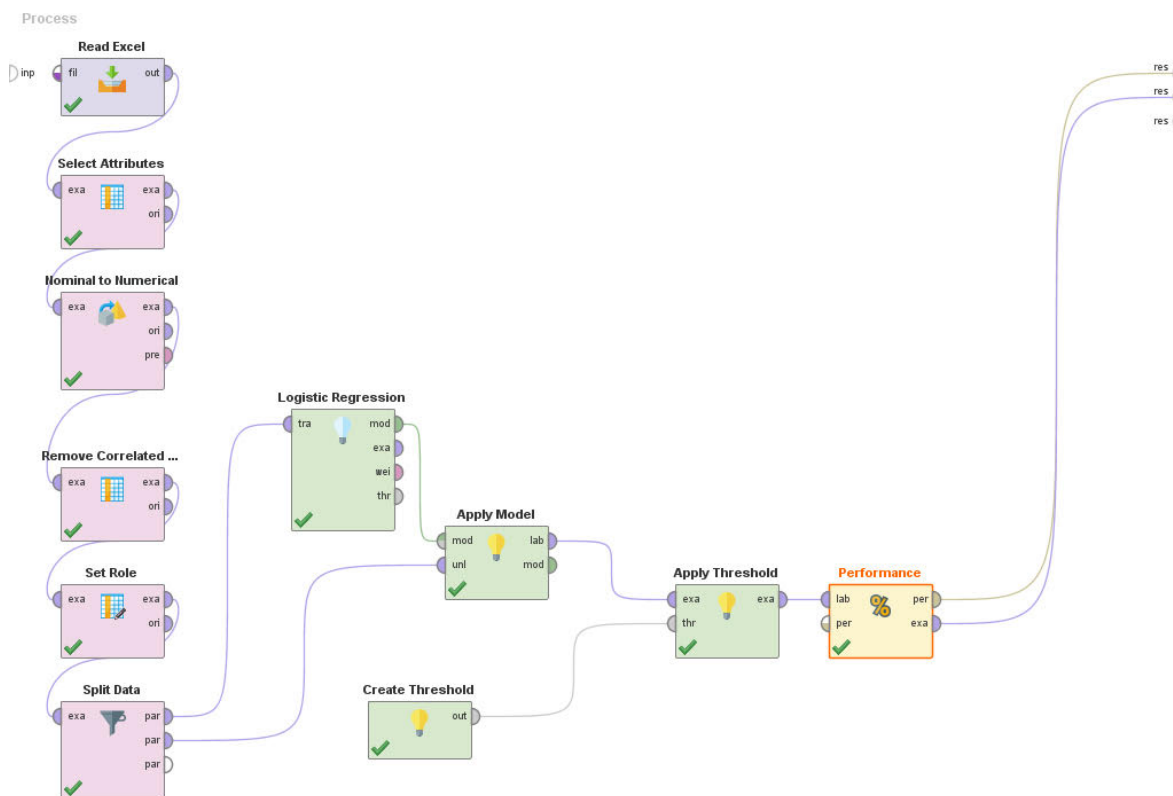 Process
Read Excel
inp
fil out
res
res
res
Select Attributes
exa exa
ori
Nominal to Numerical
exa exa
ori
pre
Logistic Regression
tra mod
exa
wei
thr
Remove Correlated ...
exa exa
ori
Apply Model
mod lab
unl mod
Set Role
exa exa
ori
Apply Threshold
exa exa
thr
Performance
lab per
per exa
%
Split Data
exa par
par
par
Create Threshold
out